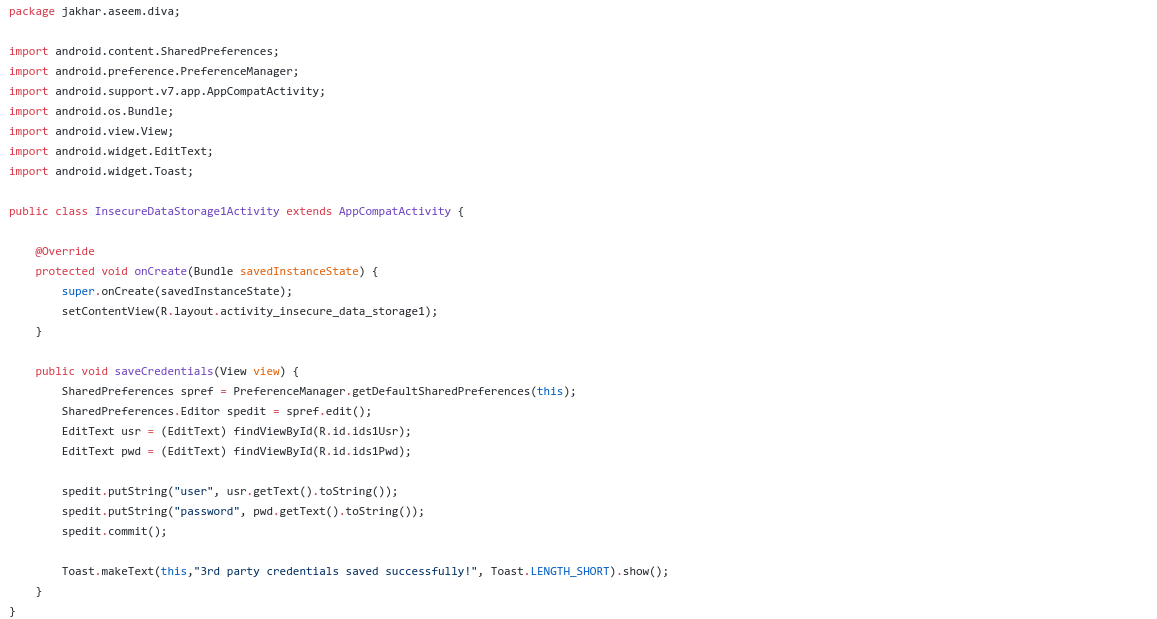 package jakhar.aseem.diva;
import android.content.SharedPreferences;
import android.preference.PreferenceManager;
import android.support.v7.app.AppCompatActivity;
import android.os.Bundle;
import android.view.View;
import android.widget.EditText;
import android.widget.Toast;
public class InsecureDataStorage1Activity extends AppCompatActivity {
@Override
protected void onCreate(Bundle savedInstanceState) {
super.onCreate(savedInstanceState);
setContentView(R.layout.activity_insecure_data_storage1);
}
public void saveCredentials(View view) {
SharedPreferences spref = PreferenceManager.getDefaultSharedPreferences(this);
SharedPreferences.Editor spedit = spref.edit();
EditText usr = (EditText) findViewById(R.id.ids1Usr);
EditText pwd = (EditText) findViewById(R.id.ids1Pwd);
spedit.putString("user", usr.getText().toString());
spedit.putString("password", pwd.getText().toString());
spedit.commit();
Toast.makeText(this,"3rd party credentials saved successfully!", Toast.LENGTH_SHORT).show();
}
}